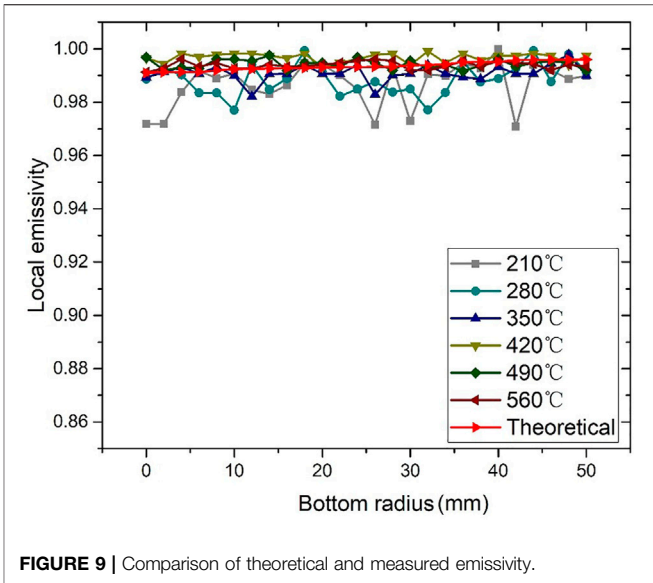 1.00
0.98
0.96
0.94
0.92
0.90
0.88
0.86
Local emissivity
210℃
280℃
350℃
420℃
490℃
560℃
Theoretical
0 10 20 30 40 50
Bottom radius (mm)
FIGURE 9 | Comparison of theoretical and measured emissivity.